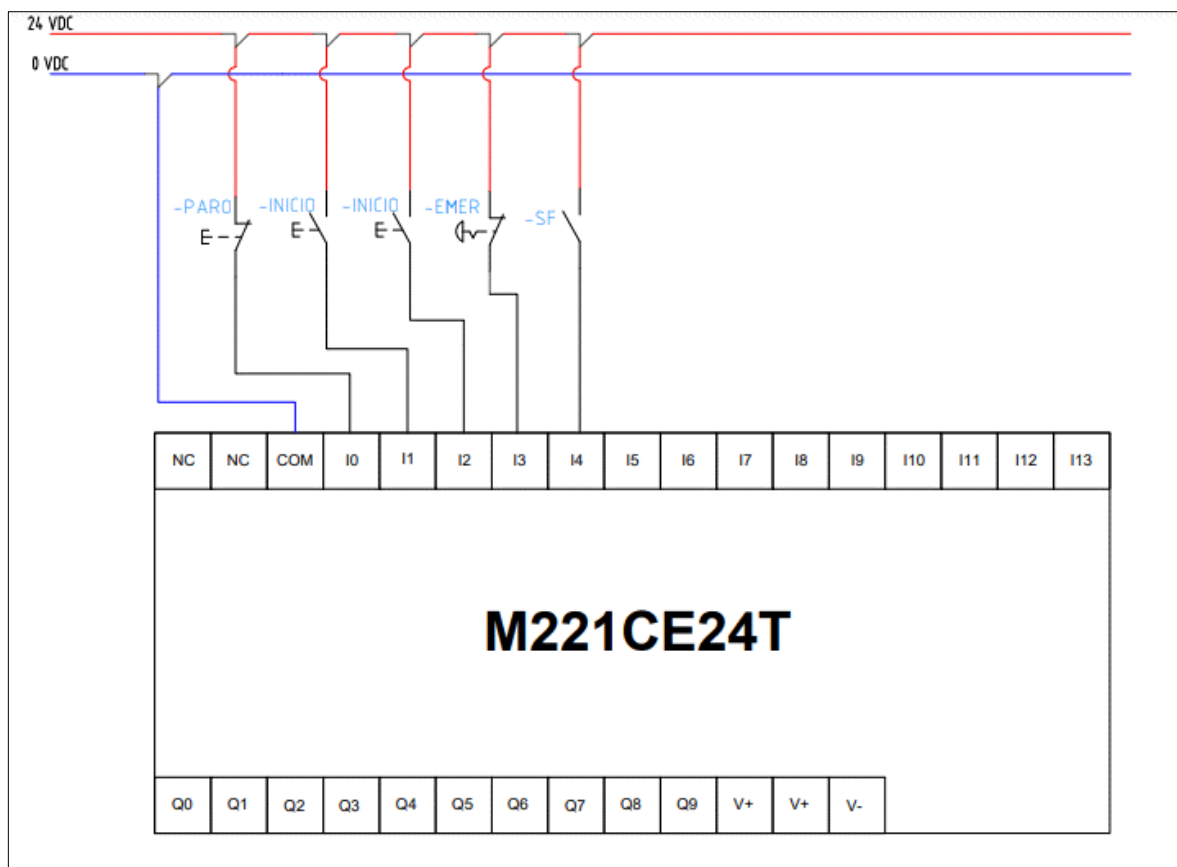 24 VDC
0 VDC
-PARO -INICIO -INICIO -EMER -SF
NC NC COM I0 I1 I2 I3 I4 I5 I6 I7 I8 I9 I10 I11 I12 I13
M221CE24T
Q0 Q1 Q2 Q3 Q4 Q5 Q6 Q7 Q8 Q9 V+ V+ V-